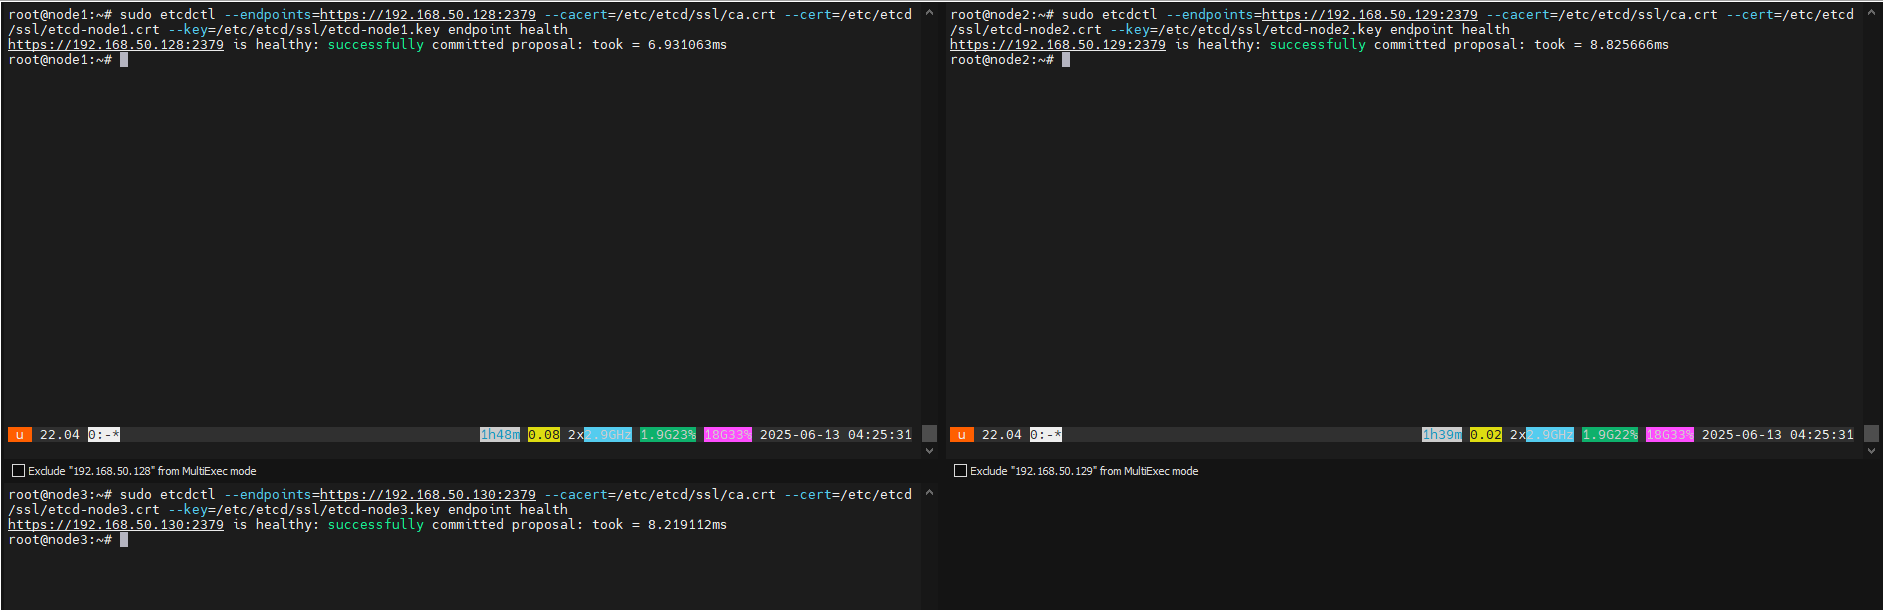 root@node1:~# sudo etcdctl --endpoints=https://192.168.50.128:2379 --cacert=/etc/etcd/ssl/ca.crt --cert=/etc/etcd
/ssl/etcd-node1.crt --key=/etc/etcd/ssl/etcd-node1.key endpoint health
https://192.168.50.128:2379 is healthy: successfully committed proposal: took = 6.931063ms
root@node1:~#
u 22.04 0:-* 1h48m 0.08 2x2.9GHz 1.9G23% 18G33% 2025-06-13 04:25:31
Exclude "192.168.50.128" from MultiExec mode
root@node2:~# sudo etcdctl --endpoints=https://192.168.50.129:2379 --cacert=/etc/etcd/ssl/ca.crt --cert=/etc/etcd
/ssl/etcd-node2.crt --key=/etc/etcd/ssl/etcd-node2.key endpoint health
https://192.168.50.129:2379 is healthy: successfully committed proposal: took = 8.825666ms
root@node2:~#
u 22.04 0:-* 1h39m 0.02 2x2.9GHz 1.9G22% 18G33% 2025-06-13 04:25:31
Exclude "192.168.50.129" from MultiExec mode
root@node3:~# sudo etcdctl --endpoints=https://192.168.50.130:2379 --cacert=/etc/etcd/ssl/ca.crt --cert=/etc/etcd
/ssl/etcd-node3.crt --key=/etc/etcd/ssl/etcd-node3.key endpoint health
https://192.168.50.130:2379 is healthy: successfully committed proposal: took = 8.219112ms
root@node3:~#